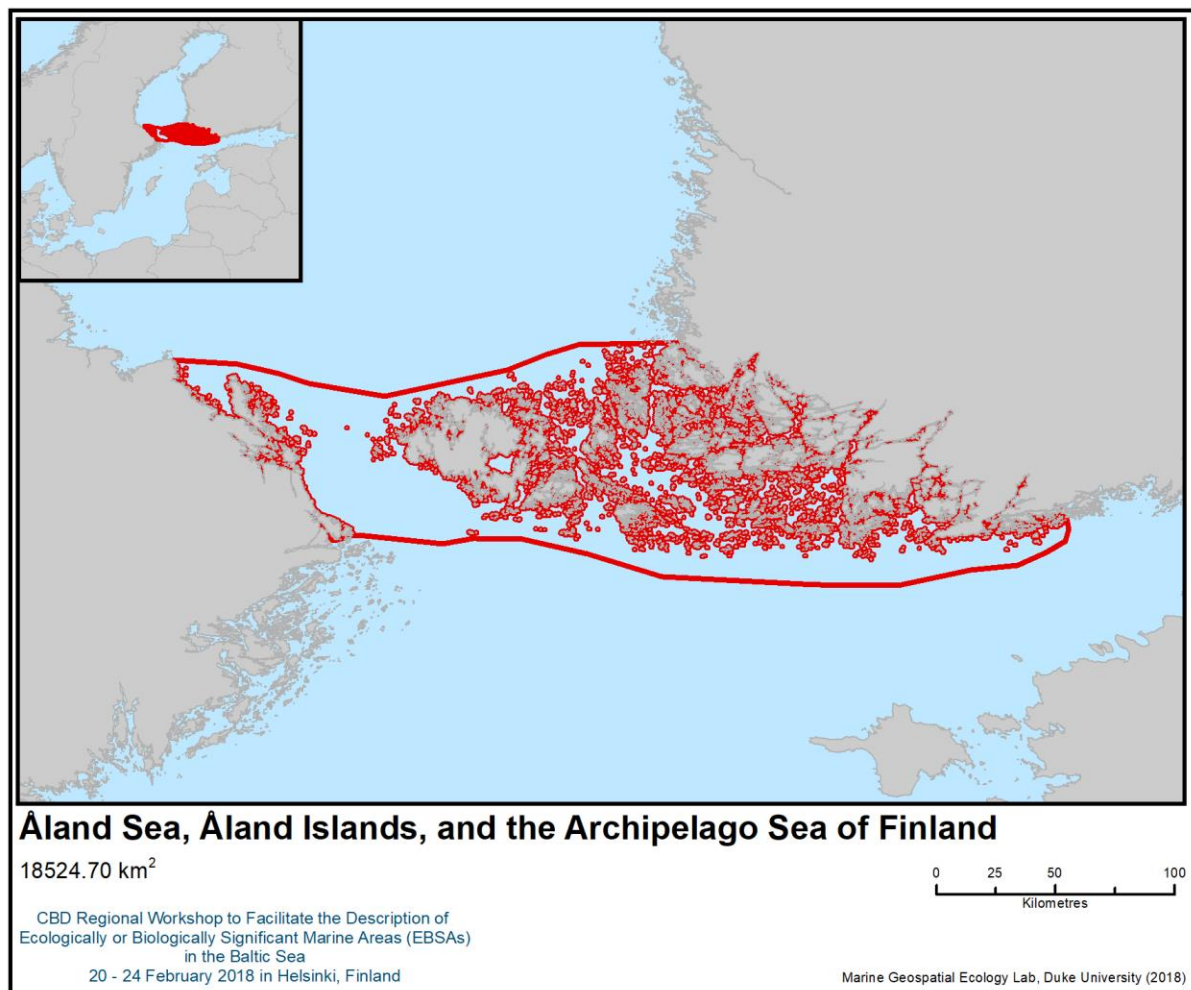 Åland Sea, Åland Islands, and the Archipelago Sea of Finland
18524.70 km²
0 25 50 100
Kilometres
CBD Regional Workshop to Facilitate the Description of
Ecologically or Biologically Significant Marine Areas (EBSAs)
in the Baltic Sea
20 - 24 February 2018 in Helsinki, Finland
Marine Geospatial Ecology Lab, Duke University (2018)